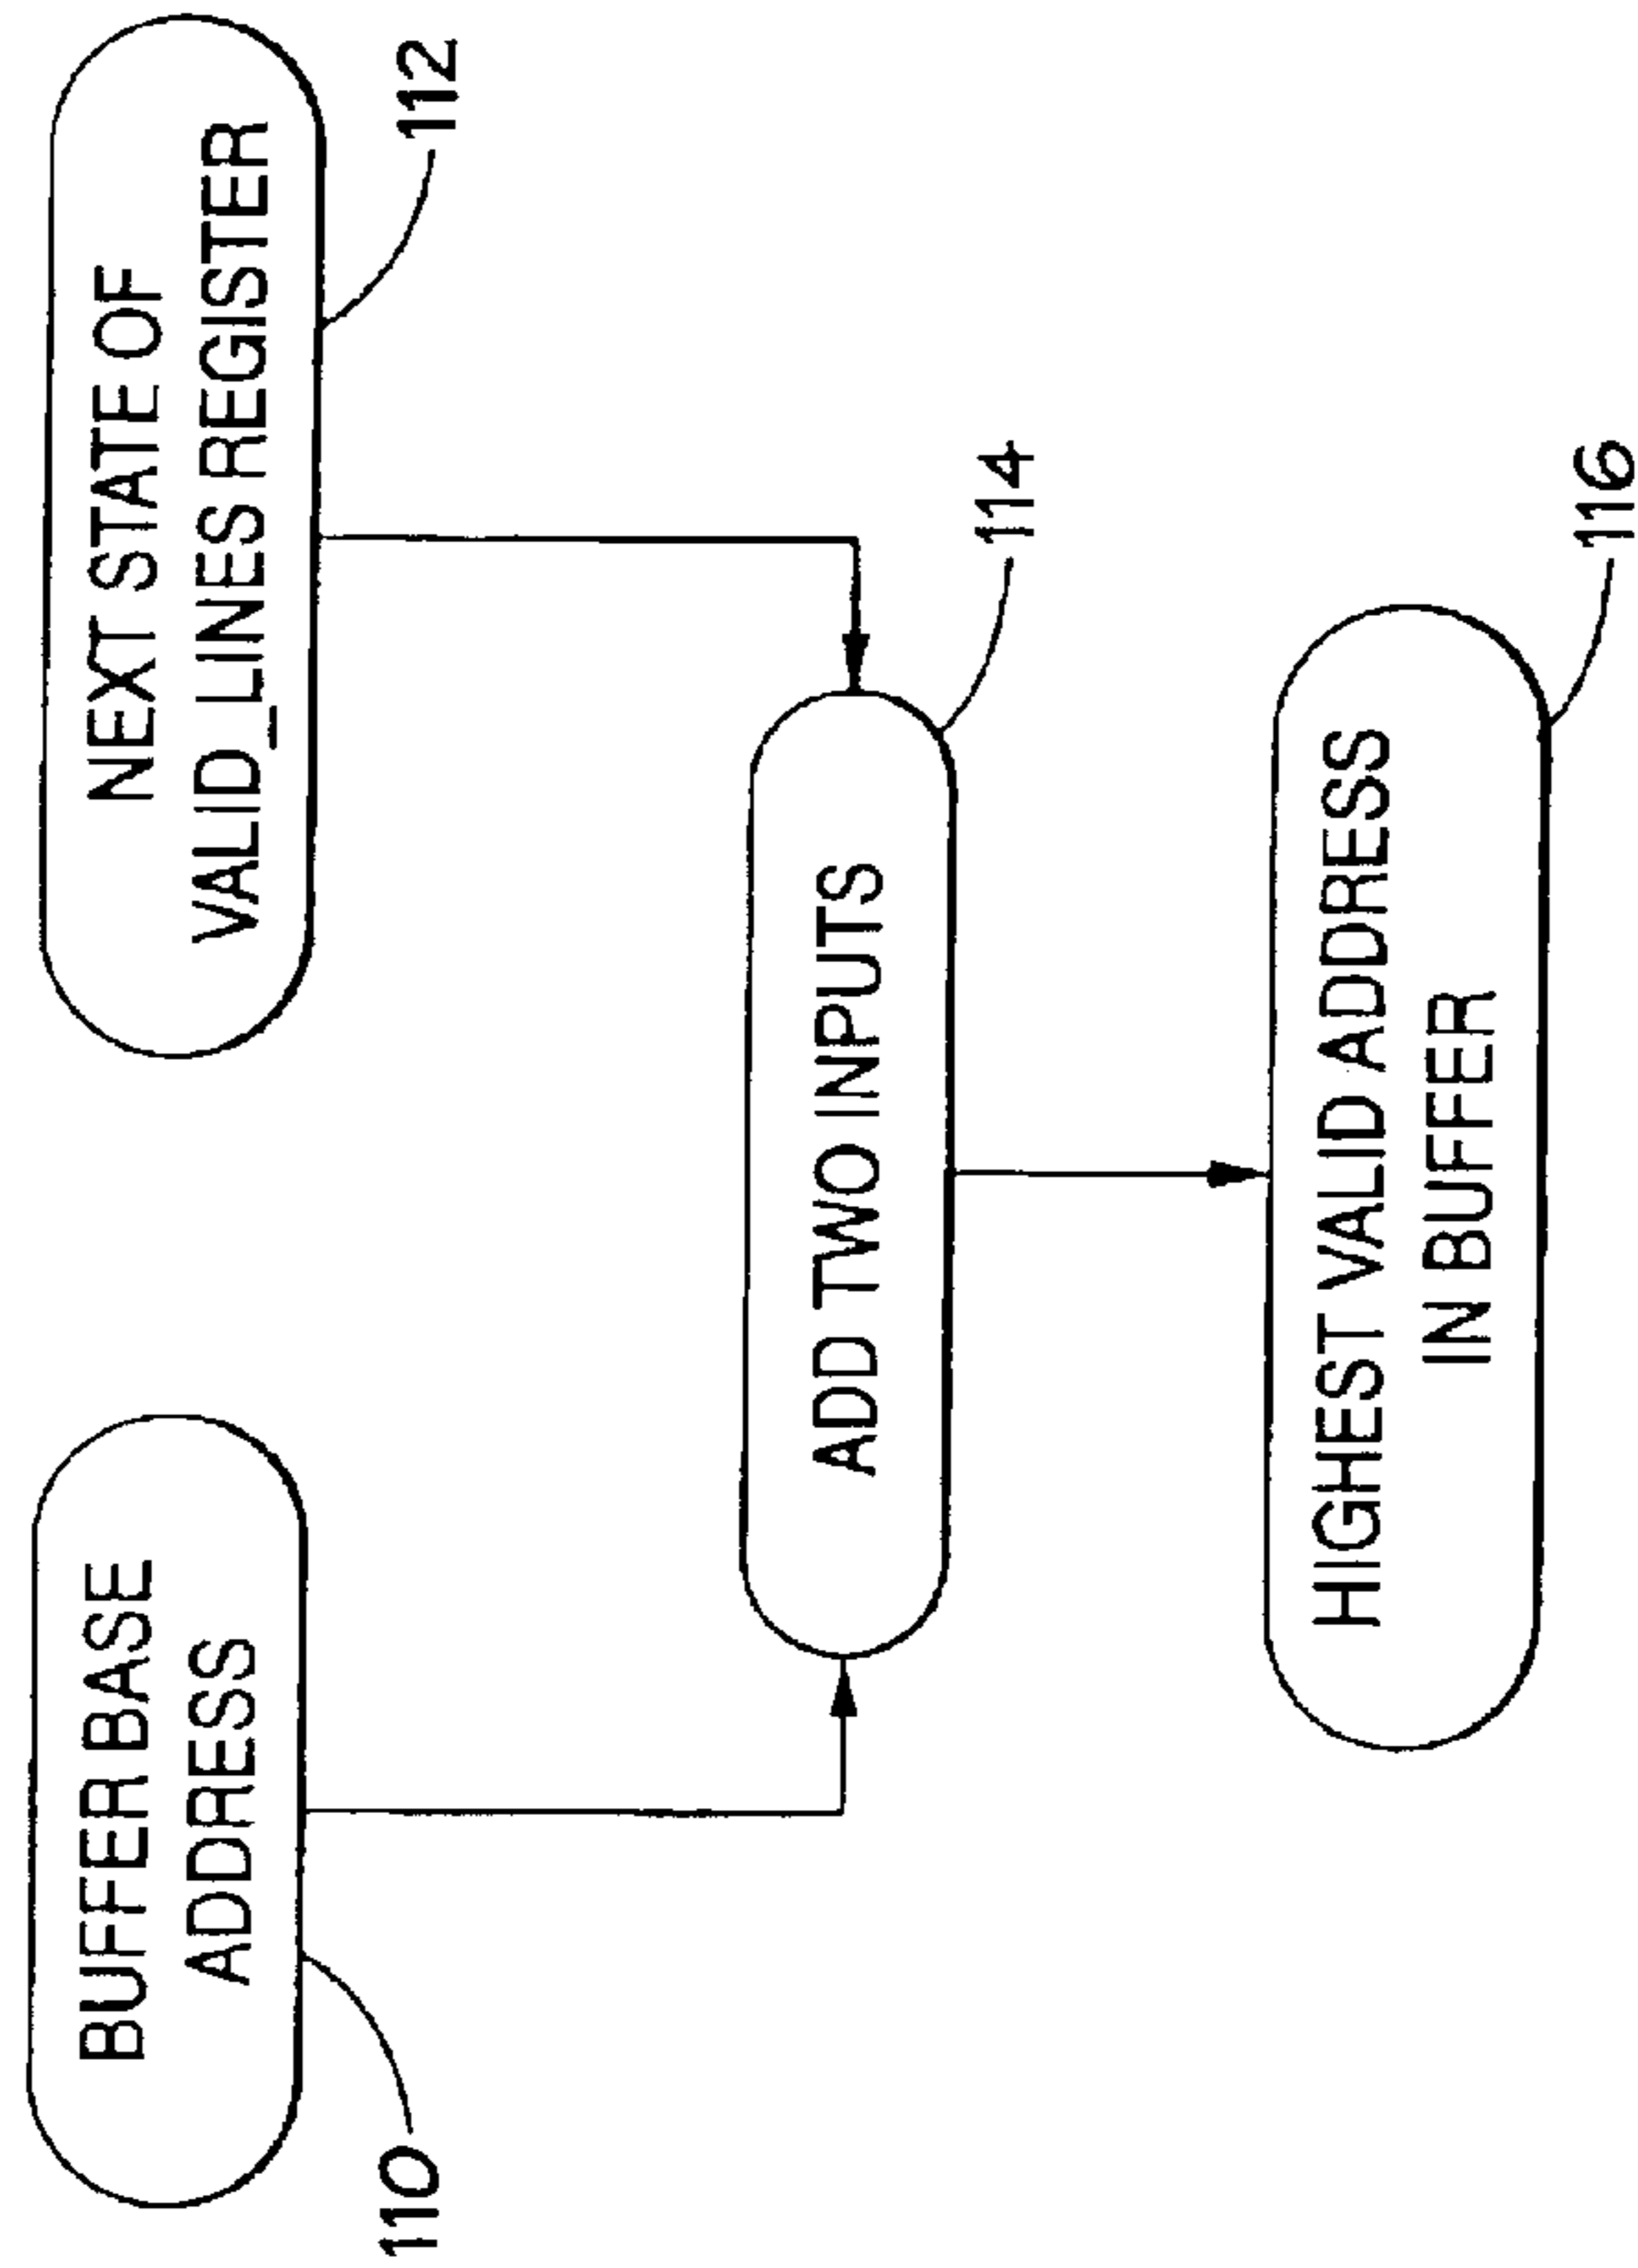 BUFFER BASE
ADDRESS
110
NEXT STATE OF
VALID_LINES REGISTER
112
ADD TWO INPUTS
114
HIGHEST VALID ADDRESS
IN BUFFER
116